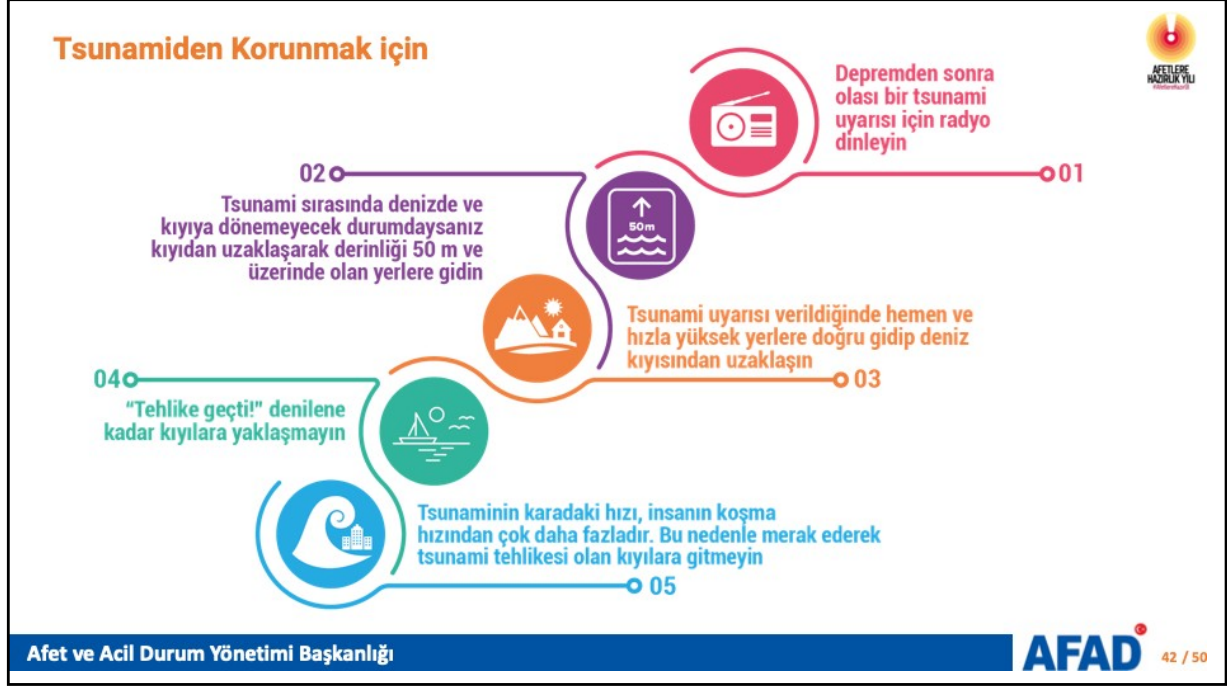 Tsunamiden Korunmak için
AFETLERE
HAZIRLIK YILI
Depremden sonra
olası bir tsunami
uyarısı için radyo
dinleyin
01
02
Tsunami sırasında denizde ve
kıyıya dönemeyecek durumdaysanız
kıyıdan uzaklaşarak derinliği 50 m ve
üzerinde olan yerlere gidin
50m
Tsunami uyarısı verildiğinde hemen ve
hızla yüksek yerlere doğru gidip deniz
kıyısından uzaklaşın
03
04
“Tehlike geçti!” denilene
kadar kıyılara yaklaşmayın
Tsunaminin karadaki hızı, insanın koşma
hızından çok daha fazladır. Bu nedenle merak ederek
tsunami tehlikesi olan kıyılara gitmeyin
05
Afet ve Acil Durum Yönetimi Başkanlığı
AFAD
42 / 50